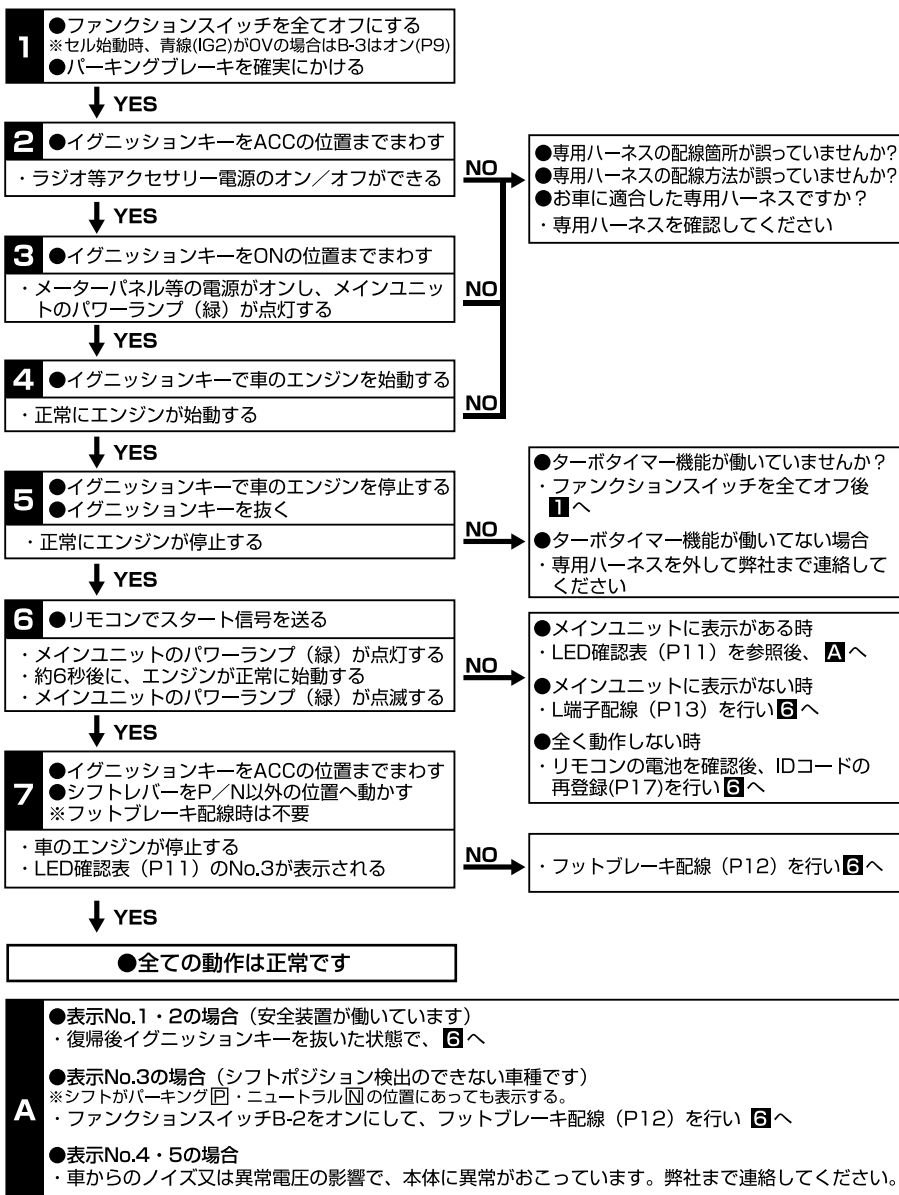 1
●ファンクションスイッチを全てオフにする
※セル始動時、青線(IG2)が0Vの場合はB-3はオン(P9)
●パーキングブレーキを確実にかける
YES
2 ●イグニッションキーをACCの位置までまわす
・ラジオ等アクセサリー電源のオン／オフができる
NO
●専用ハーネスの配線箇所が誤っていませんか?
●専用ハーネスの配線方法が誤っていませんか?
●お車に適合した専用ハーネスですか？
・専用ハーネスを確認してください
YES
3 ●イグニッションキーをONの位置までまわす
・メーターパネル等の電源がオンし、メインユニッ
トのパワーランプ（緑）が点灯する
NO
YES
4 ●イグニッションキーで車のエンジンを始動する
・正常にエンジンが始動する
NO
YES
5
●イグニッションキーで車のエンジンを停止する
●イグニッションキーを抜く
・正常にエンジンが停止する
NO
●ターボタイマー機能が働いていませんか？
・ファンクションスイッチを全てオフ後
1へ
●ターボタイマー機能が働いてない場合
・専用ハーネスを外して弊社まで連絡して
ください
YES
6 ●リモコンでスタート信号を送る
・メインユニットのパワーランプ（緑）が点灯する
・約6秒後に、エンジンが正常に始動する
・メインユニットのパワーランプ（緑）が点滅する
NO
●メインユニットに表示がある時
・LED確認表（P11）を参照後、Aへ
●メインユニットに表示がない時
・L端子配線（P13）を行い6へ
●全く動作しない時
・リモコンの電池を確認後、IDコードの
再登録(P17)を行い6へ
YES
7
●イグニッションキーをACCの位置までまわす
●シフトレバーをP／N以外の位置へ動かす
※フットブレーキ配線時は不要
・車のエンジンが停止する
・LED確認表（P11）のNo.3が表示される
NO
・フットブレーキ配線（P12）を行い6へ
YES
●全ての動作は正常です
A
●表示No.1・2の場合（安全装置が働いています）
・復帰後イグニッションキーを抜いた状態で、6へ
●表示No.3の場合（シフトポジション検出のできない車種です）
※シフトがパーキングP・ニュートラルNの位置にあっても表示する。
・ファンクションスイッチB-2をオンにして、フットブレーキ配線（P12）を行い 6へ
●表示No.4・5の場合
・車からのノイズ又は異常電圧の影響で、本体に異常がおこっています。弊社まで連絡してください。